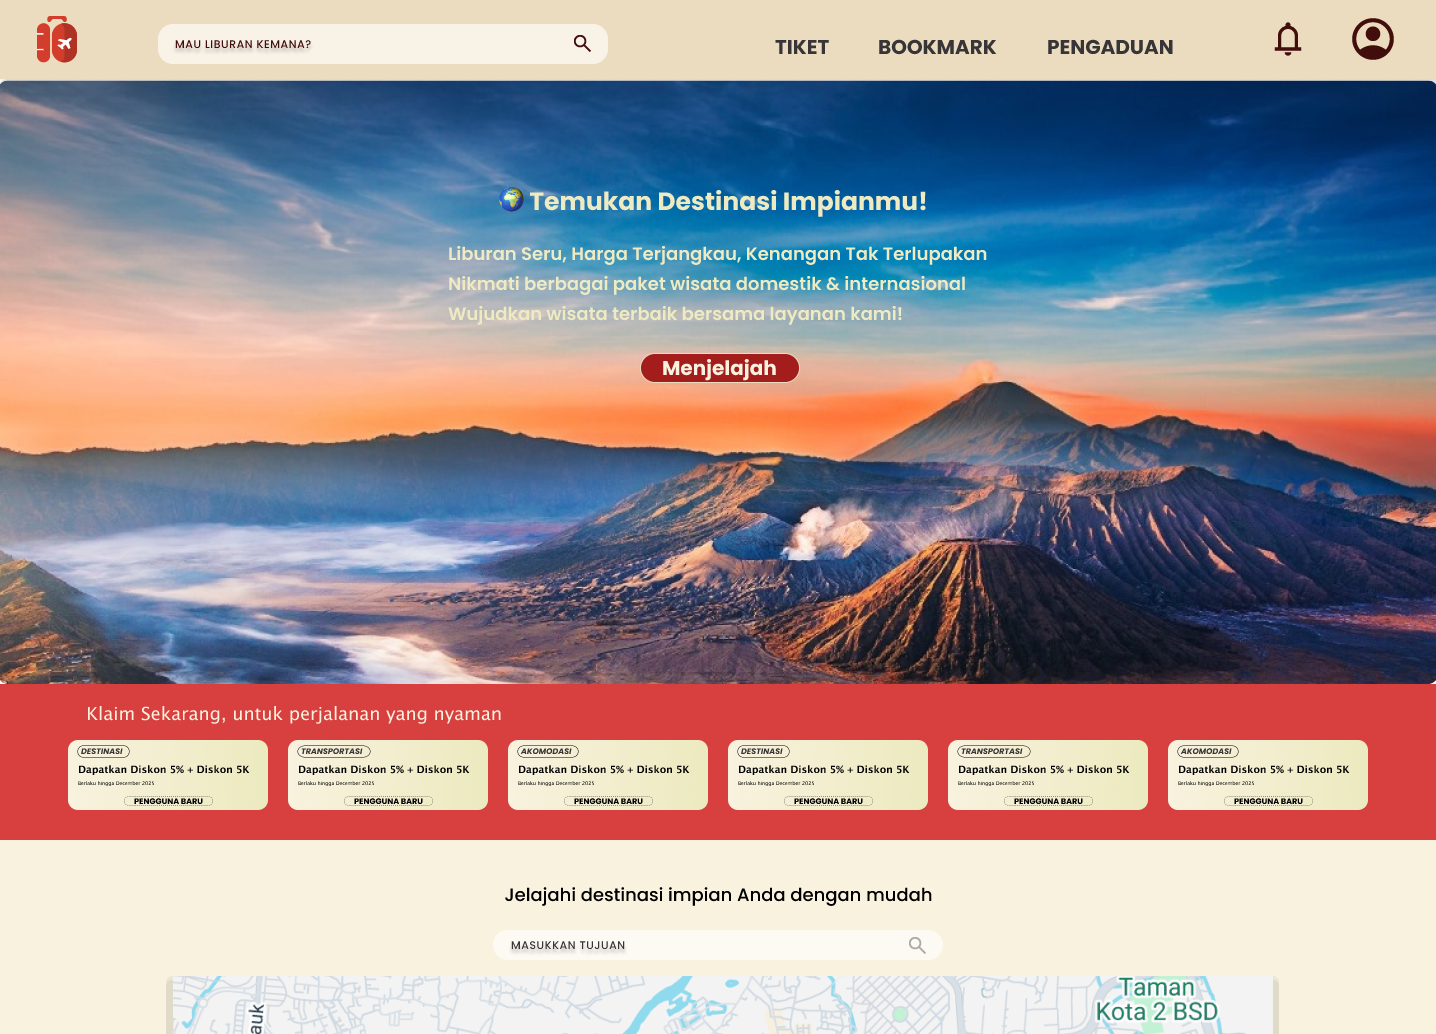 MAU LIBURAN KEMANA?
TIKET
BOOKMARK
PENGADUAN
🌍 Temukan Destinasi Impianmu!
Liburan Seru, Harga Terjangkau, Kenangan Tak Terlupakan
Nikmati berbagai paket wisata domestik & internasional
Wujudkan wisata terbaik bersama layanan kami!
Menjelajah
Klaim Sekarang, untuk perjalanan yang nyaman
DESTINASI
Dapatkan Diskon 5% + Diskon 5K
Berlaku hingga December 2025
PENGGUNA BARU
TRANSPORTASI
Dapatkan Diskon 5% + Diskon 5K
Berlaku hingga December 2025
PENGGUNA BARU
AKOMODASI
Dapatkan Diskon 5% + Diskon 5K
Berlaku hingga December 2025
PENGGUNA BARU
DESTINASI
Dapatkan Diskon 5% + Diskon 5K
Berlaku hingga December 2025
PENGGUNA BARU
TRANSPORTASI
Dapatkan Diskon 5% + Diskon 5K
Berlaku hingga December 2025
PENGGUNA BARU
AKOMODASI
Dapatkan Diskon 5% + Diskon 5K
Berlaku hingga December 2025
PENGGUNA BARU
Jelajahi destinasi impian Anda dengan mudah
MASUKKAN TUJUAN
Taman
Kota 2 BSD